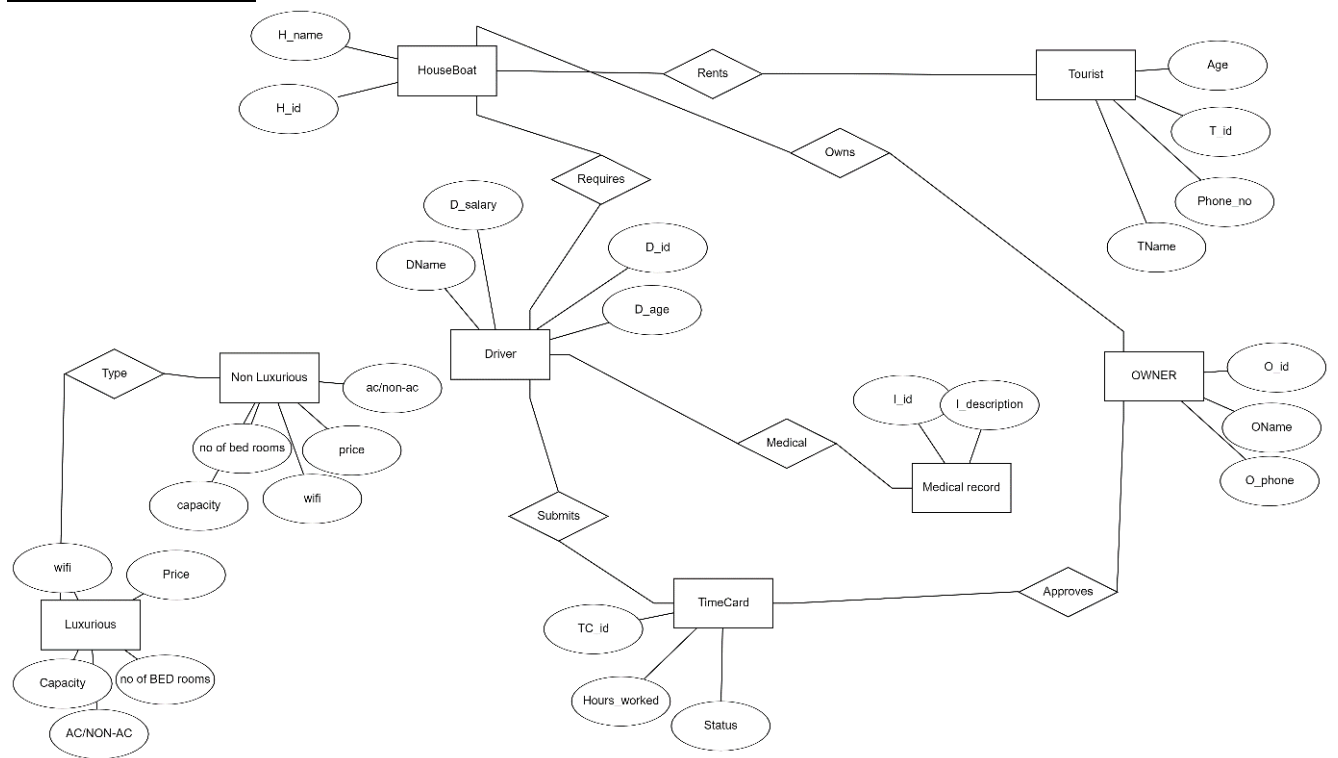 H_name
HouseBoat
H_id
Rents
Tourist
Age
T_id
Phone_no
TName
Owns
Requires
D_salary
DName
D_id
D_age
Driver
Type
Non Luxurious
ac/non-ac
no of bed rooms
price
capacity
wifi
Medical
I_id
I_description
Medical record
OWNER
O_id
OName
O_phone
Submits
wifi
Price
Luxurious
Capacity
no of BED rooms
AC/NON-AC
TimeCard
TC_id
Hours_worked
Status
Approves